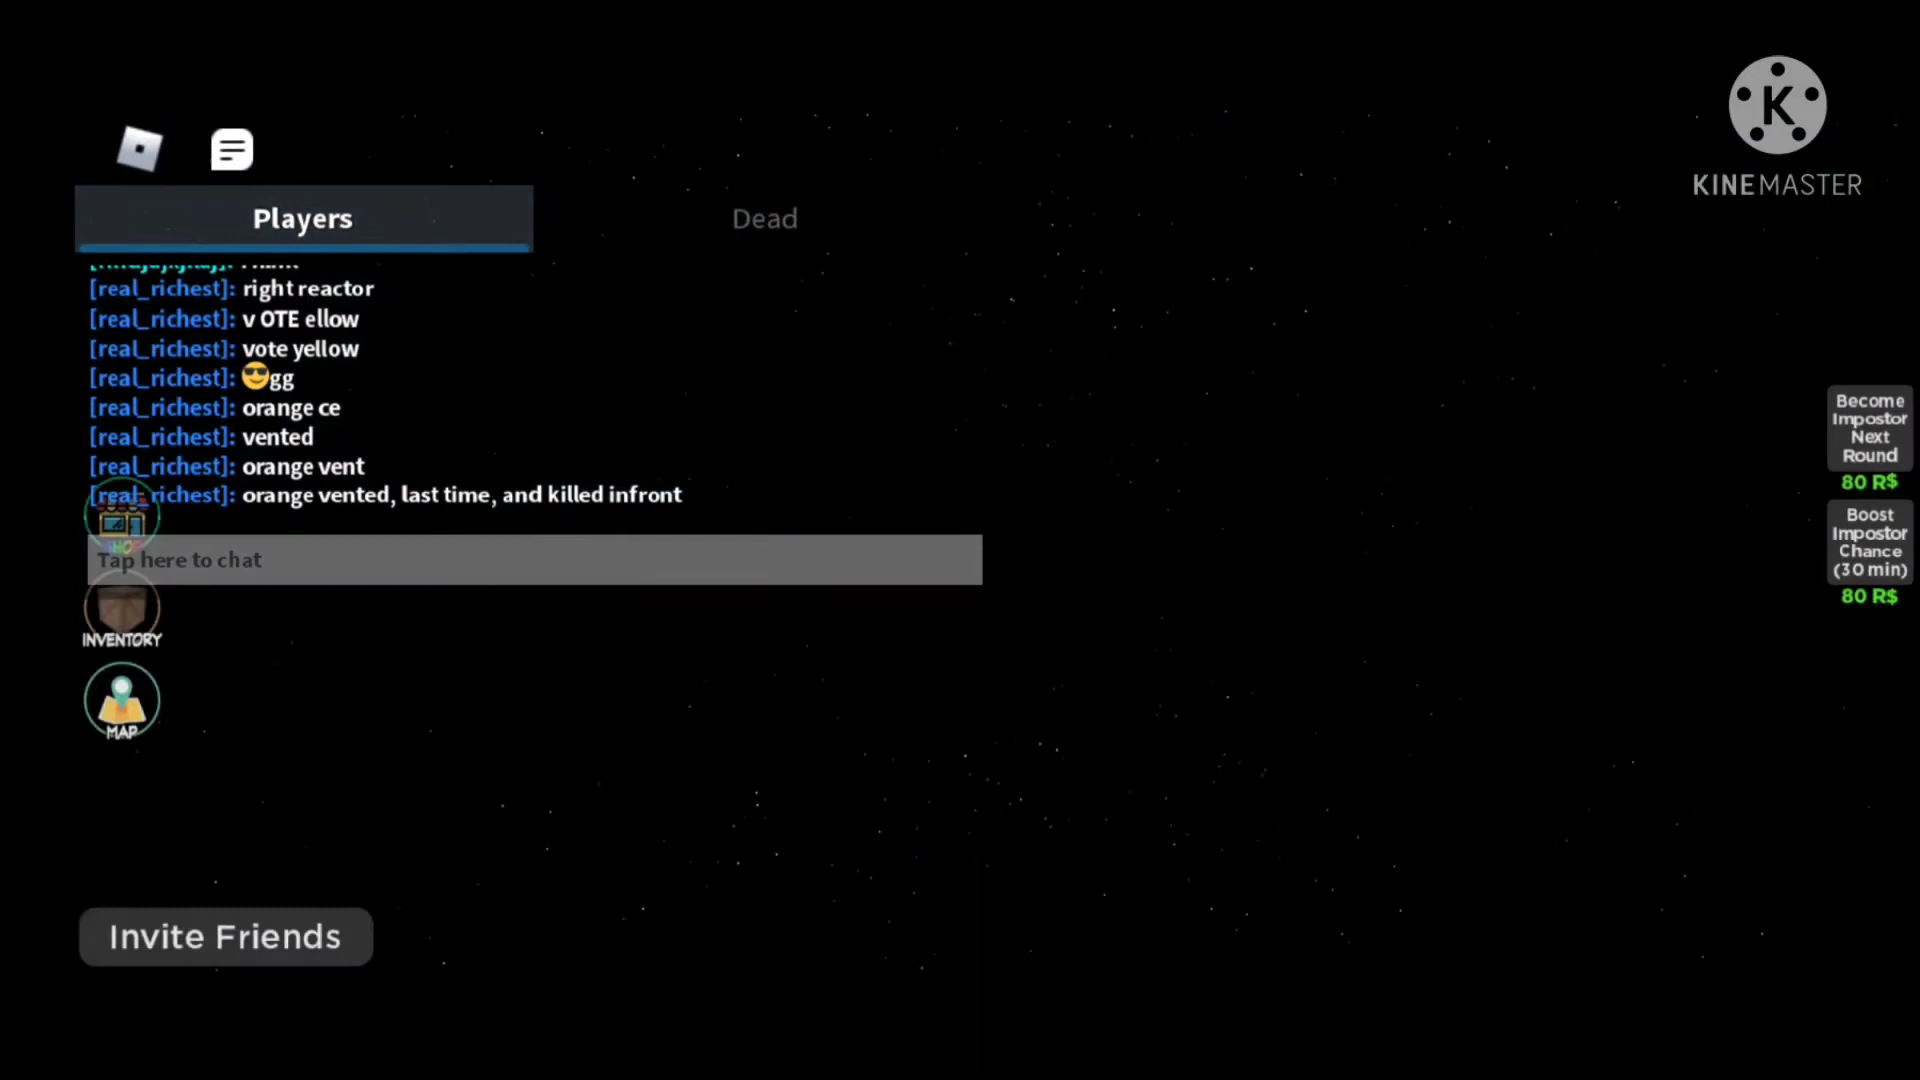 K
KINEMASTER
Players
Dead
[real_richest]: right reactor
[real_richest]: v OTE ellow
[real_richest]: vote yellow
[real_richest]: 😎gg
[real_richest]: orange ce
[real_richest]: vented
[real_richest]: orange vent
[real_richest]: orange vented, last time, and killed infront
SHOP
Tap here to chat
INVENTORY
MAP
Invite Friends
Become
Impostor
Next
Round
80 R$
Boost
Impostor
Chance
(30 min)
80 R$